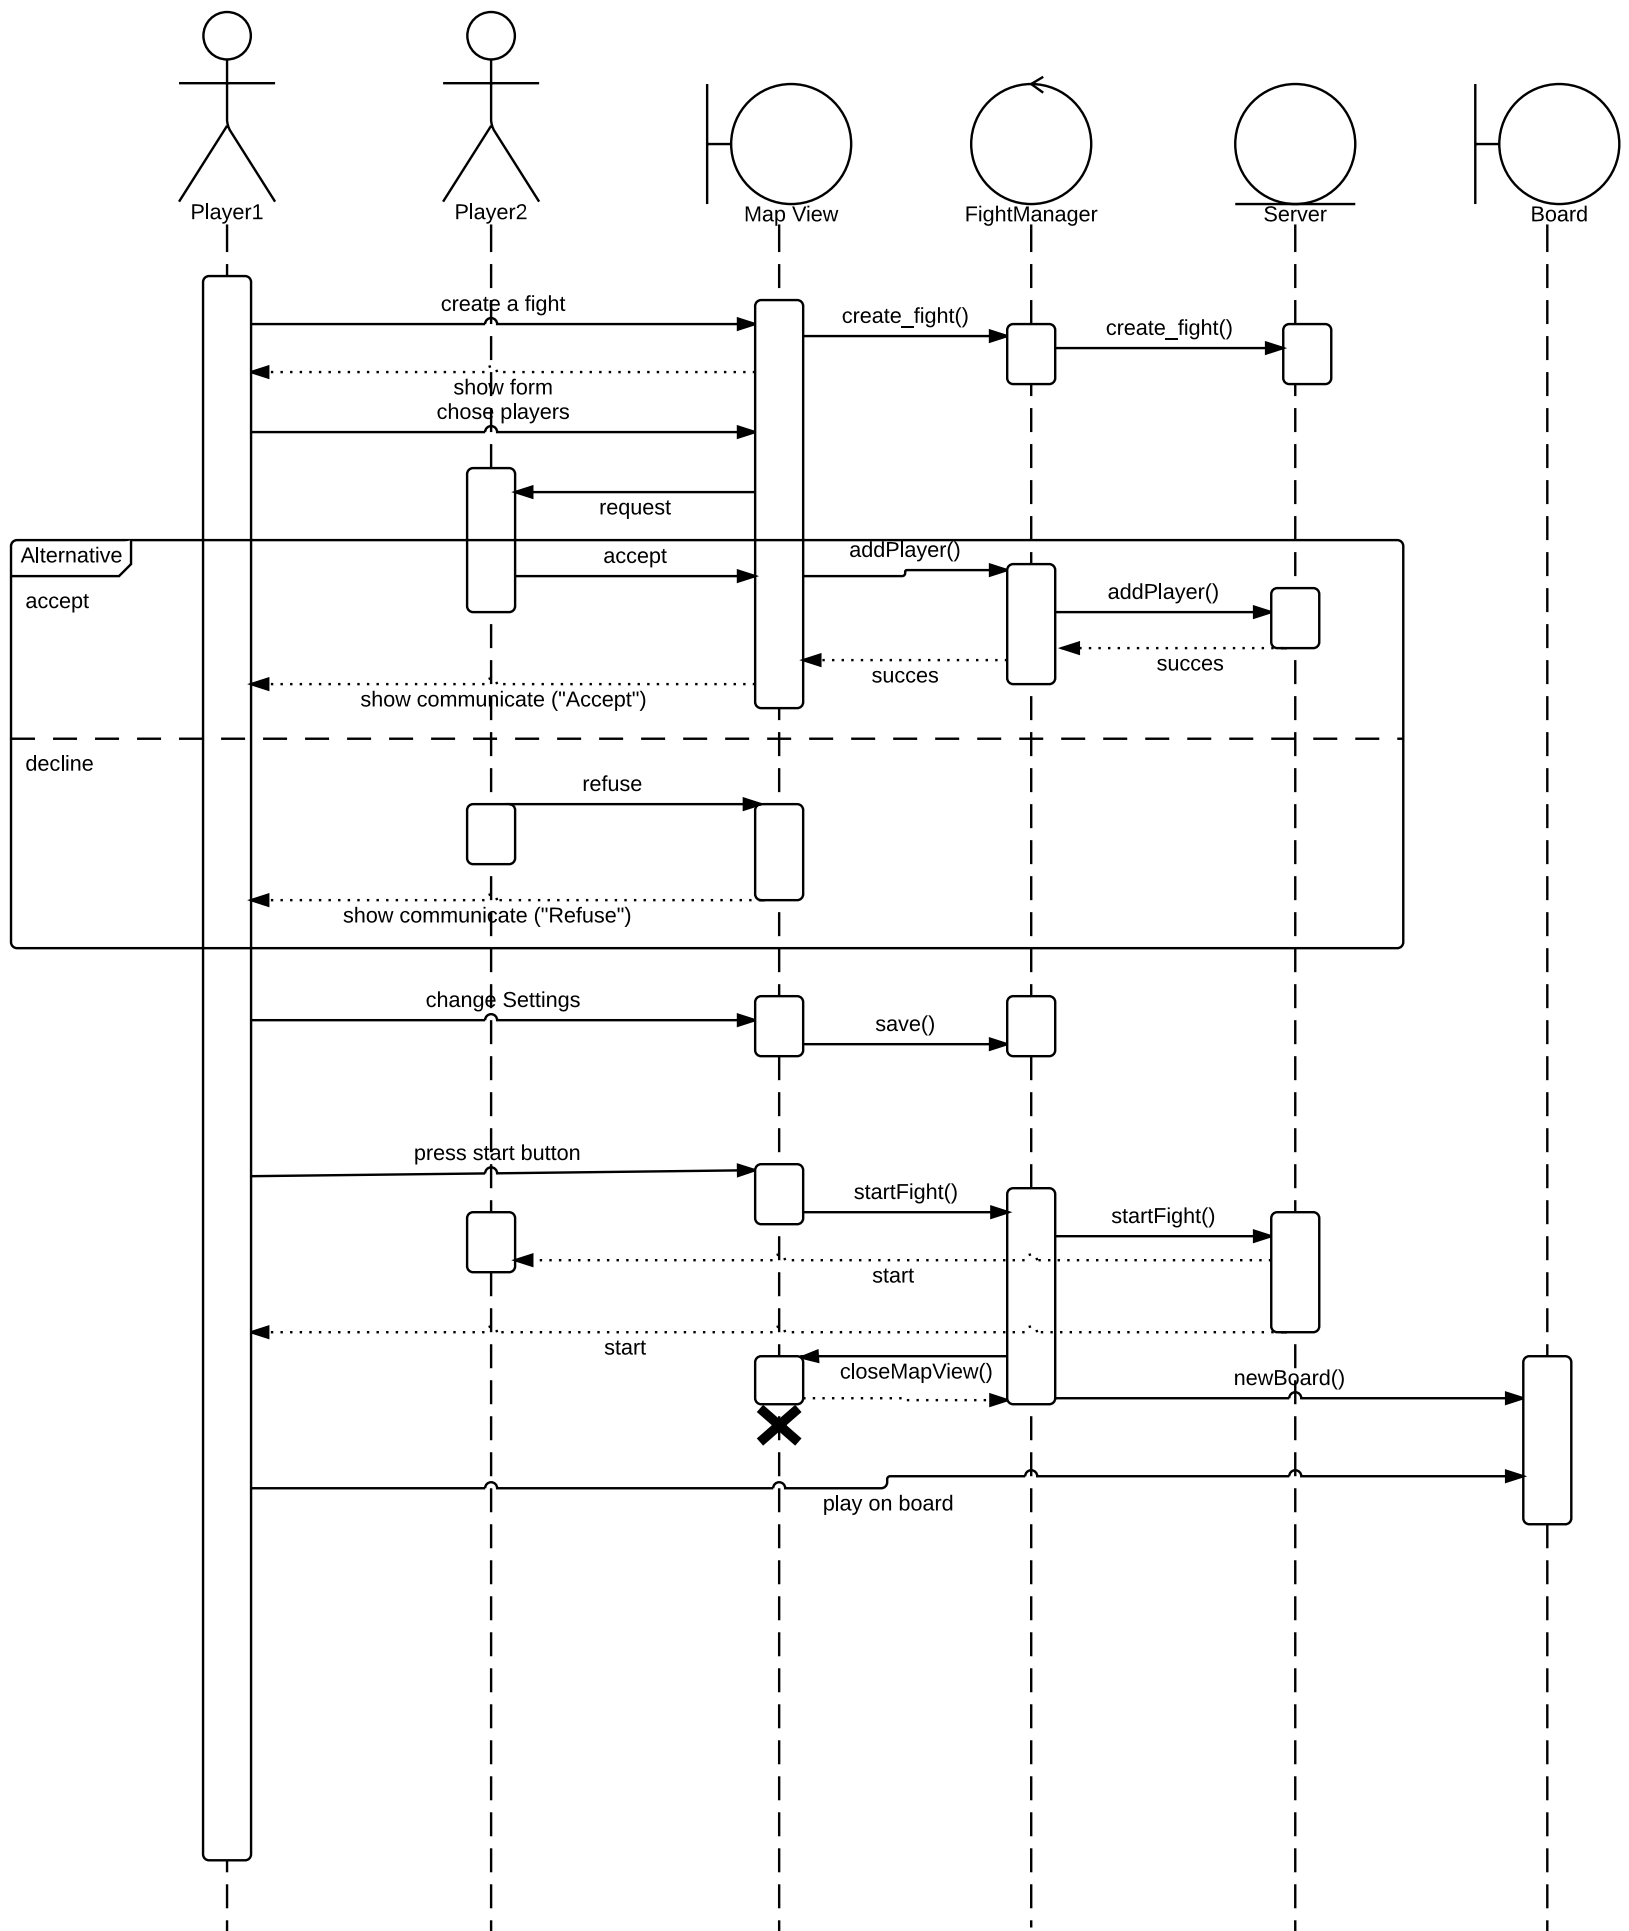 Player1
Player2
Map View
FightManager
Server
Board
create a fight
create_fight()
create_fight()
show form
chose players
request
Alternative
accept
addPlayer()
addPlayer()
accept
succes
succes
show communicate ("Accept")
decline
refuse
show communicate ("Refuse")
change Settings
save()
press start button
startFight()
startFight()
start
start
closeMapView()
newBoard()
play on board